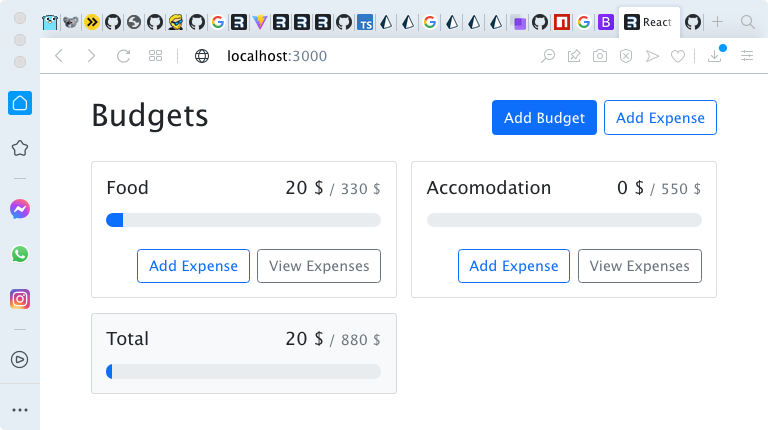 TS
B
React
localhost:3000
Budgets
Add Budget
Add Expense
Food
20 $ / 330 $
Add Expense
View Expenses
Accomodation
0 $ / 550 $
Add Expense
View Expenses
Total
20 $ / 880 $